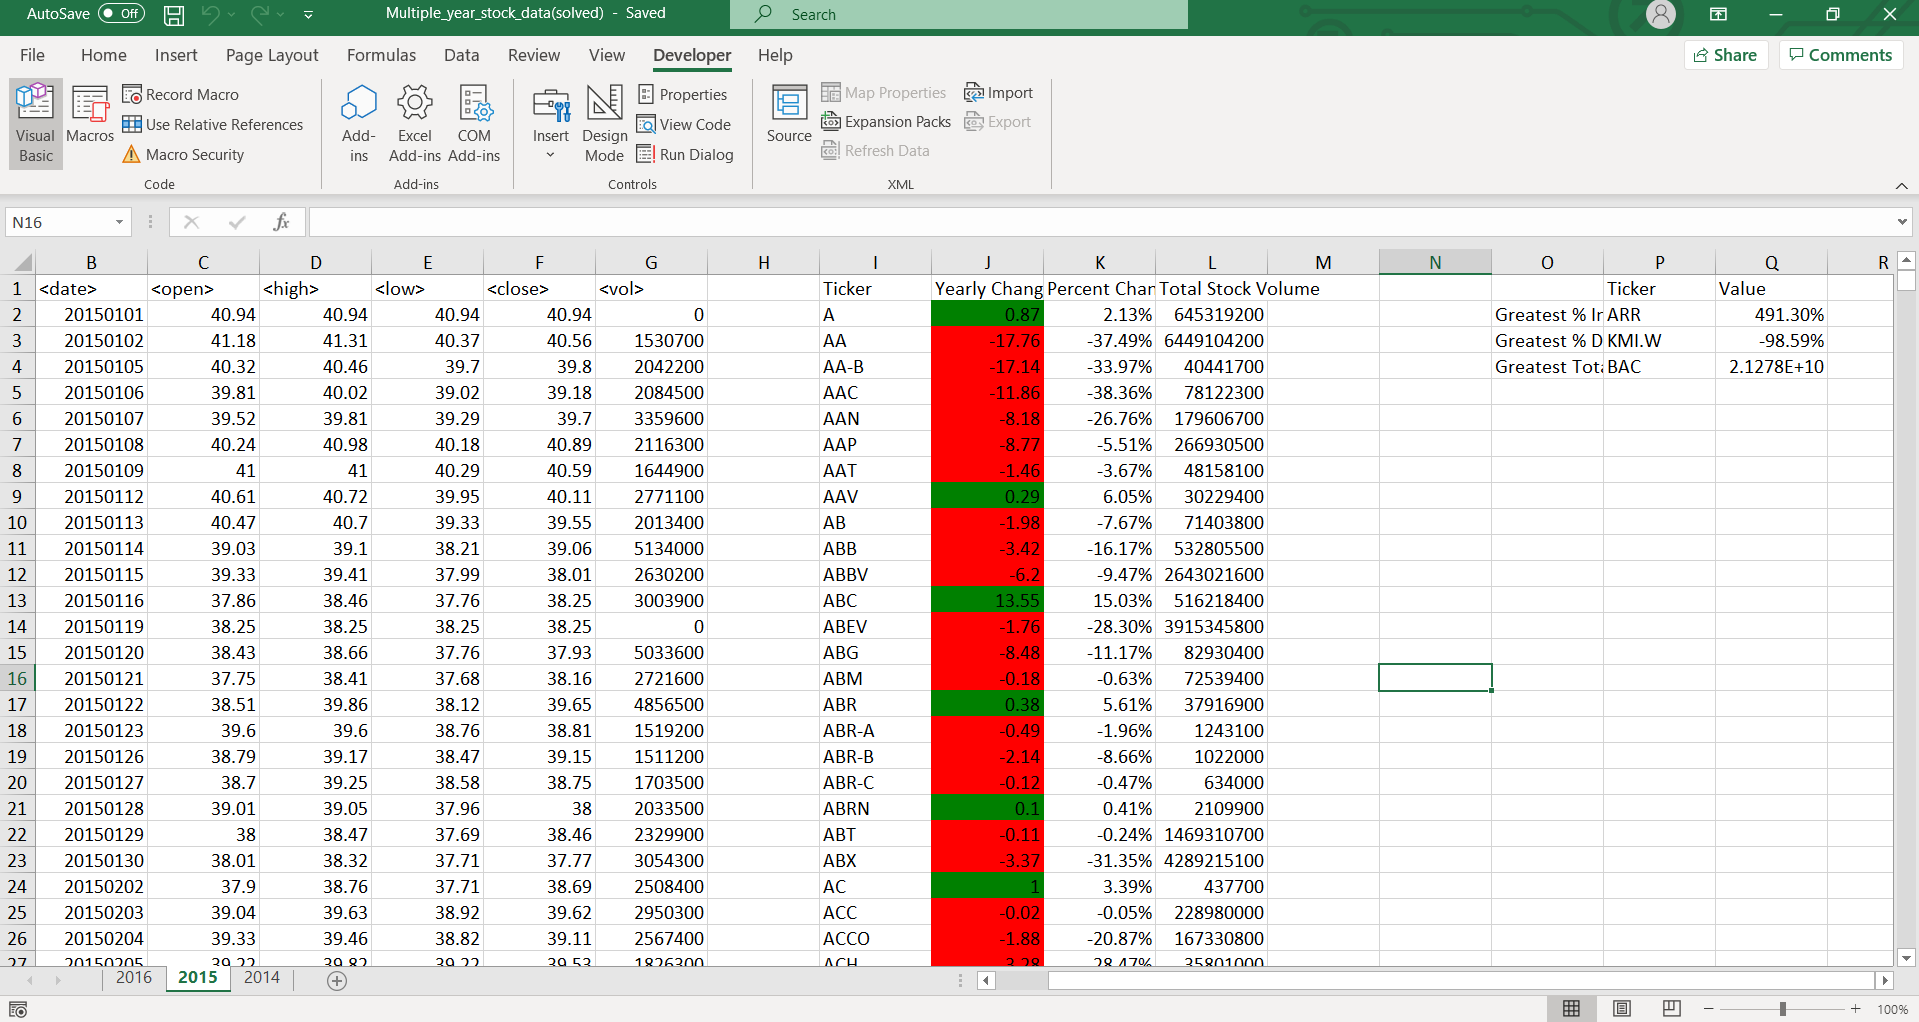 AutoSave Off Multiple_year_stock_data(solved) - Saved Search
File Home Insert Page Layout Formulas Data Review View Developer Help Share Comments
Visual Basic
Macros
Record Macro
Use Relative References
Macro Security
Code
Add-ins
Excel Add-ins
COM Add-ins
Add-ins
Insert
Design Mode
Properties
View Code
Run Dialog
Controls
Source
Map Properties
Expansion Packs
Refresh Data
Import
Export
XML
N16 fx
B C D E F G H I J K L M N O P Q R
1 <date> <open> <high> <low> <close> <vol> Ticker Yearly Chang Percent Chan Total Stock Volume Ticker Value
2 20150101 40.94 40.94 40.94 40.94 0 A 0.87 2.13% 645319200 Greatest % In ARR 491.30%
3 20150102 41.18 41.31 40.37 40.56 1530700 AA -17.76 -37.49% 6449104200 Greatest % D KMI.W -98.59%
4 20150105 40.32 40.46 39.7 39.8 2042200 AA-B -17.14 -33.97% 40441700 Greatest Tota BAC 2.1278E+10
5 20150106 39.81 40.02 39.02 39.18 2084500 AAC -11.86 -38.36% 78122300
6 20150107 39.52 39.81 39.29 39.7 3359600 AAN -8.18 -26.76% 179606700
7 20150108 40.24 40.98 40.18 40.89 2116300 AAP -8.77 -5.51% 266930500
8 20150109 41 41 40.29 40.59 1644900 AAT -1.46 -3.67% 48158100
9 20150112 40.61 40.72 39.95 40.11 2771100 AAV 0.29 6.05% 30229400
10 20150113 40.47 40.7 39.33 39.55 2013400 AB -1.98 -7.67% 71403800
11 20150114 39.03 39.1 38.21 39.06 5134000 ABB -3.42 -16.17% 532805500
12 20150115 39.33 39.41 37.99 38.01 2630200 ABBV -6.2 -9.47% 2643021600
13 20150116 37.86 38.46 37.76 38.25 3003900 ABC 13.55 15.03% 516218400
14 20150119 38.25 38.25 38.25 38.25 0 ABEV -1.76 -28.30% 3915345800
15 20150120 38.43 38.66 37.76 37.93 5033600 ABG -8.48 -11.17% 82930400
16 20150121 37.75 38.41 37.68 38.16 2721600 ABM -0.18 -0.63% 72539400
17 20150122 38.51 39.86 38.12 39.65 4856500 ABR 0.38 5.61% 37916900
18 20150123 39.6 39.6 38.76 38.81 1519200 ABR-A -0.49 -1.96% 1243100
19 20150126 38.79 39.17 38.47 39.15 1511200 ABR-B -2.14 -8.66% 1022000
20 20150127 38.7 39.25 38.58 38.75 1703500 ABR-C -0.12 -0.47% 634000
21 20150128 39.01 39.05 37.96 38 2033500 ABRN 0.1 0.41% 2109900
22 20150129 38 38.47 37.69 38.46 2329900 ABT -0.11 -0.24% 1469310700
23 20150130 38.01 38.32 37.71 37.77 3054300 ABX -3.37 -31.35% 4289215100
24 20150202 37.9 38.76 37.71 38.69 2508400 AC 1 3.39% 437700
25 20150203 39.04 39.63 38.92 39.62 2950300 ACC -0.02 -0.05% 228980000
26 20150204 39.33 39.46 38.82 39.11 2567400 ACCO -1.88 -20.87% 167330800
27 20150205 39.22 39.82 39.22 39.53 1826300 ACH 3.28 28.47% 35801000
2016 2015 2014
100%